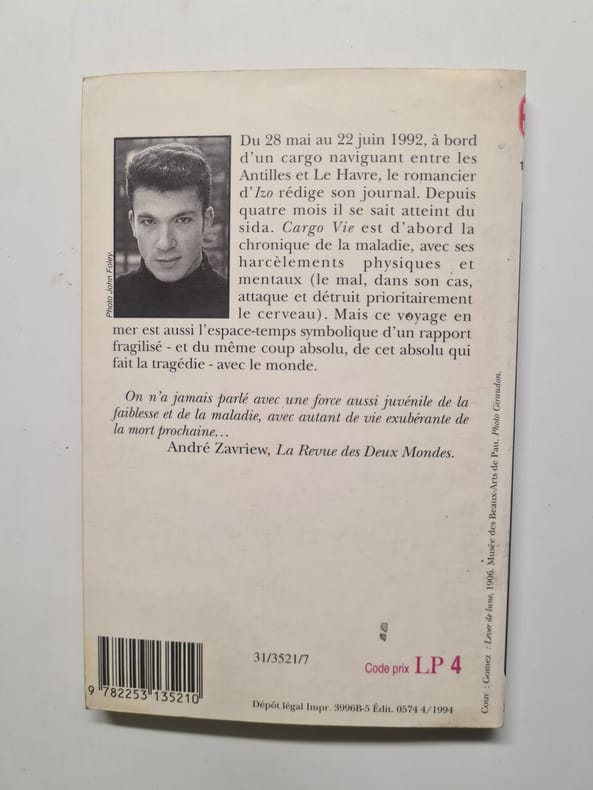 Du 28 mai au 22 juin 1992, à bord
d'un cargo naviguant entre les
Antilles et Le Havre, le romancier
d'Izo rédige son journal. Depuis
quatre mois il se sait atteint du
sida. Cargo Vie est d'abord la
chronique de la maladie, avec ses
harcèlements physiques et
mentaux (le mal, dans son cas,
attaque et détruit prioritairement
le cerveau). Mais ce voyage en
mer est aussi l'espace-temps symbolique d'un rapport
fragilisé - et du même coup absolu, de cet absolu qui
fait la tragédie - avec le monde.
Photo John Foley.
On n'a jamais parlé avec une force aussi juvénile de la
faiblesse et de la maladie, avec autant de vie exubérante de
la mort prochaine...
André Zavriew, La Revue des Deux Mondes.
Couv : Gomez : Lever de lune, 1906. Musée des Beaux-Arts de Pau. Photo Giraudon.
9 782253 135210
31/3521/7
Code prix LP 4
Dépôt légal Impr. 3996B-5 Édit. 0574 4/1994